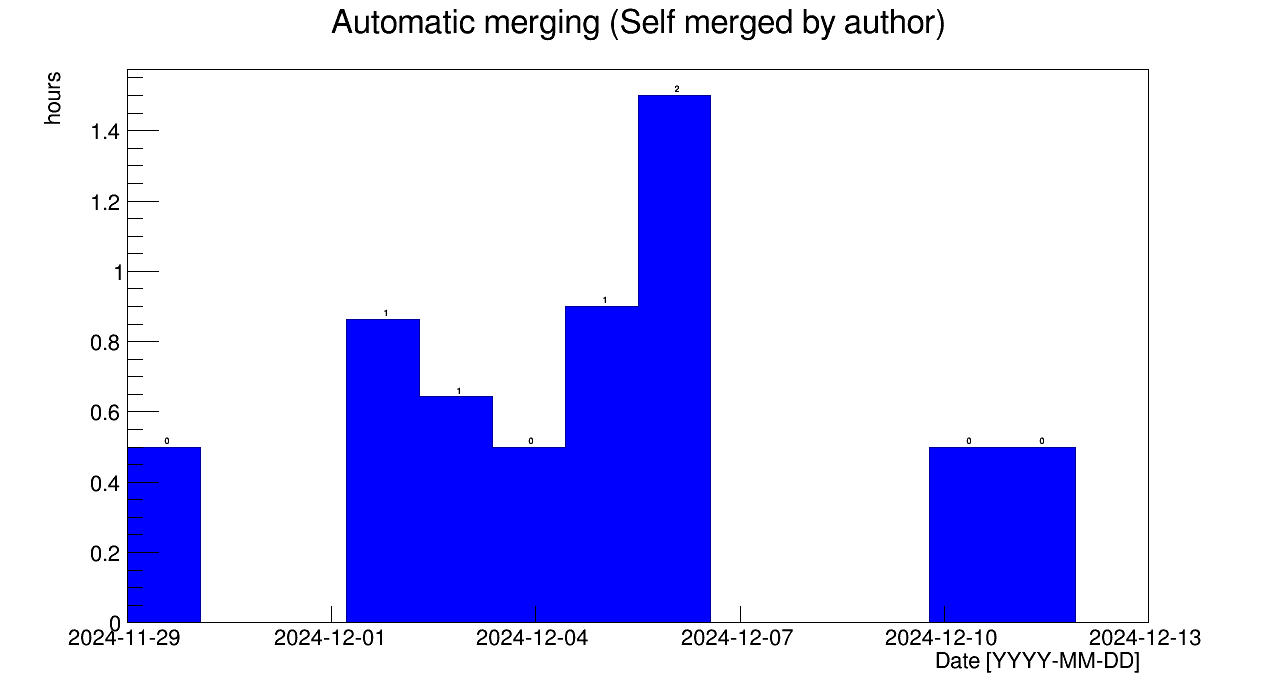 Automatic merging (Self merged by author)
hours
1.4
1.2
1
0.8
0.6
0.4
0.2
0
0 1 1 0 1 2 0 0
2024-11-29 2024-12-01 2024-12-04 2024-12-07 2024-12-10 2024-12-13
Date [YYYY-MM-DD]